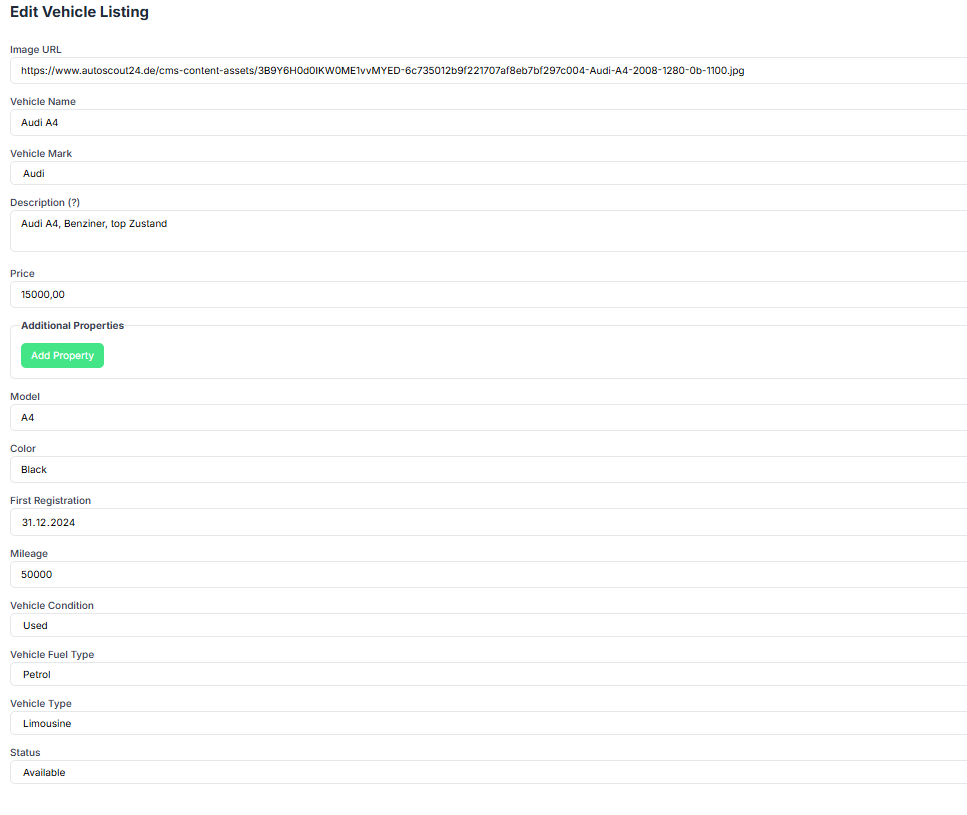 Edit Vehicle Listing
Image URL
https://www.autoscout24.de/cms-content-assets/3B9Y6H0d0IKW0ME1vvMYED-6c735012b9f221707af8eb7bf297c004-Audi-A4-2008-1280-0b-1100.jpg
Vehicle Name
Audi A4
Vehicle Mark
Audi
Description (?)
Audi A4, Benziner, top Zustand
Price
15000,00
Additional Properties
Add Property
Model
A4
Color
Black
First Registration
31.12.2024
Mileage
50000
Vehicle Condition
Used
Vehicle Fuel Type
Petrol
Vehicle Type
Limousine
Status
Available